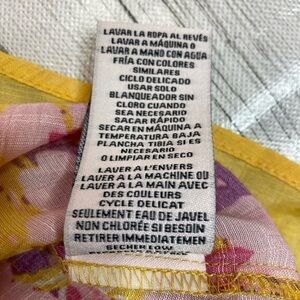 LAVAR LA ROPA AL REVÉS
LAVAR A MÁQUINA O
LAVAR A MANO CON AGUA
FRÍA CON COLORES
SIMILARES
CICLO DELICADO
USAR SOLO
BLANQUEADOR SIN
CLORO CUANDO
SEA NECESARIO
SACAR RÁPIDO
SECAR EN MÁQUINA A
TEMPERATURA BAJA
PLANCHA TIBIA SI ES
NECESARIO
O LIMPIAR EN SECO
LAVER A L'ENVERS
LAVER A LA MACHINE OU
LAVER A LA MAIN AVEC
DES COULEURS
CYCLE DELICAT
SEULEMENT EAU DE JAVEL
NON CHLORÉE SI BESOIN
RETIRER IMMEDIATEMEN